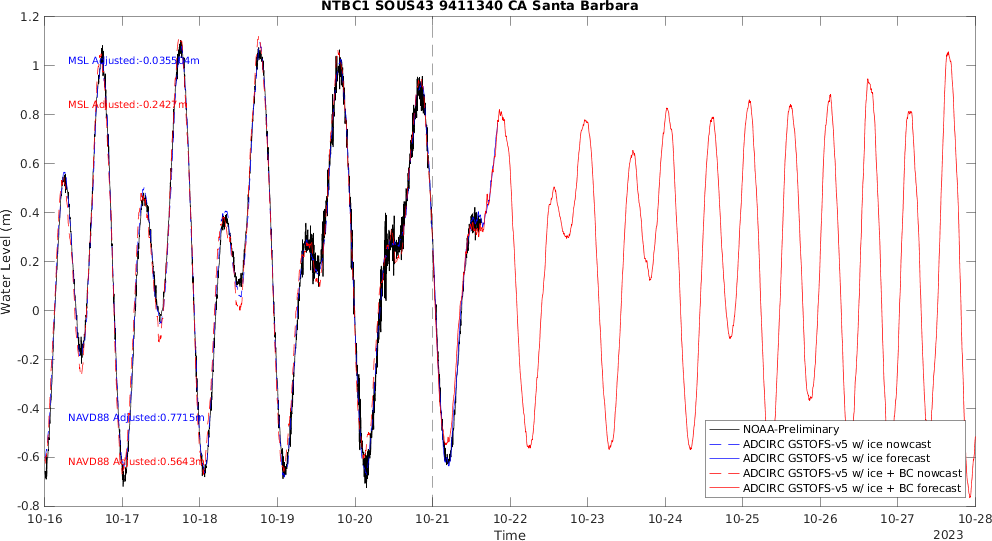 NTBC1 SOUS43 9411340 CA Santa Barbara
1.2
1
0.8
0.6
0.4
0.2
0
-0.2
-0.4
-0.6
-0.8
Water Level (m)
MSL Adjusted:-0.035504m
MSL Adjusted:-0.2427m
NAVD88 Adjusted:0.7715m
NAVD88 Adjusted:0.5643m
NOAA-Preliminary
ADCIRC GSTOFS-v5 w/ ice nowcast
ADCIRC GSTOFS-v5 w/ ice forecast
ADCIRC GSTOFS-v5 w/ ice + BC nowcast
ADCIRC GSTOFS-v5 w/ ice + BC forecast
10-16 10-17 10-18 10-19 10-20 10-21 10-22 10-23 10-24 10-25 10-26 10-27 10-28
Time
2023